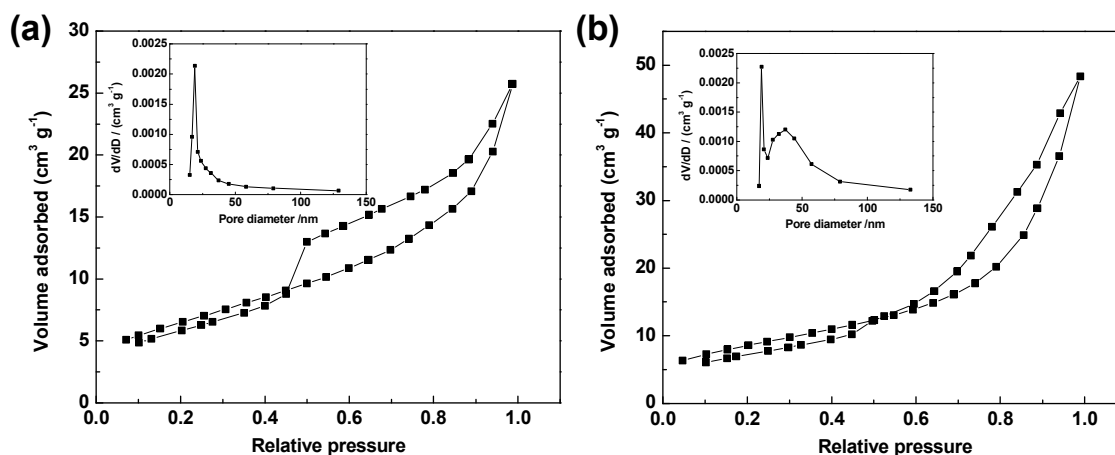 (a)
30
25
20
15
10
5
0
0.0 0.2 0.4 0.6 0.8 1.0
Volume adsorbed (cm³ g⁻¹)
Relative pressure
0.0025
0.0020
0.0015
0.0010
0.0005
0.0000
0 50 100 150
dV/dD / (cm³ g⁻¹)
Pore diameter /nm
(b)
50
40
30
20
10
0
0.0 0.2 0.4 0.6 0.8 1.0
Volume adsorbed (cm³ g⁻¹)
Relative pressure
0.0025
0.0020
0.0015
0.0010
0.0005
0.0000
0 50 100 150
dV/dD / (cm³ g⁻¹)
Pore diameter /nm